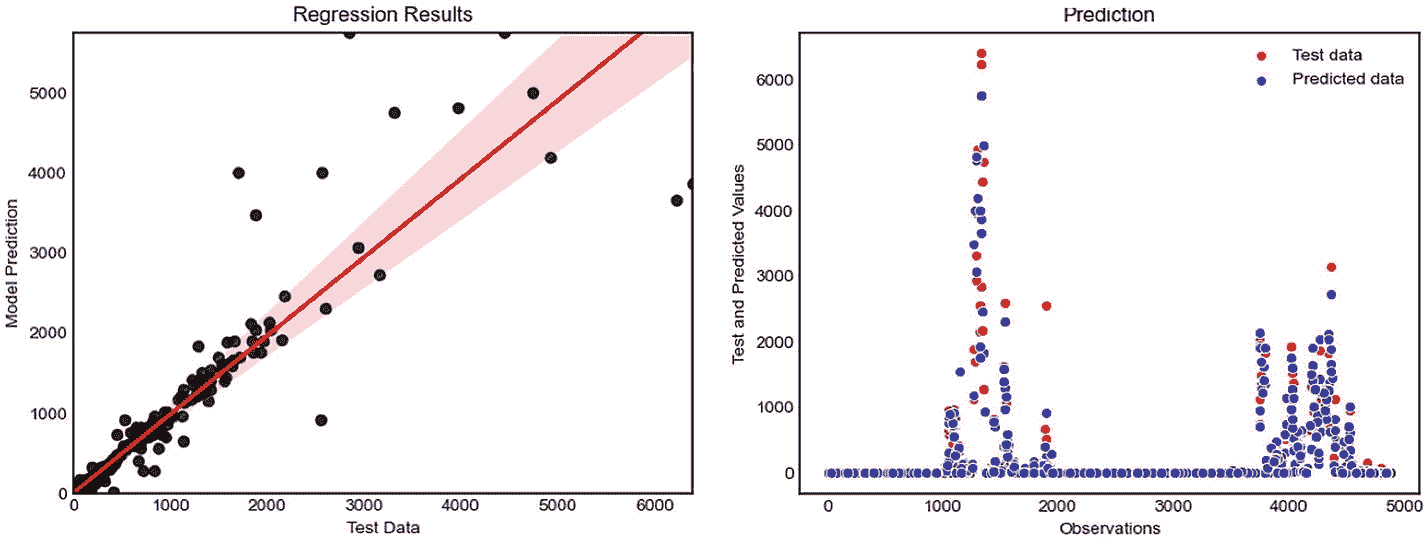 Regression Results
Model Prediction
5000
4000
3000
2000
1000
0
0 1000 2000 3000 4000 5000 6000
Test Data
Prediction
Test data
Predicted data
Test and Predicted Values
6000
5000
4000
3000
2000
1000
0
0 1000 2000 3000 4000 5000
Observations